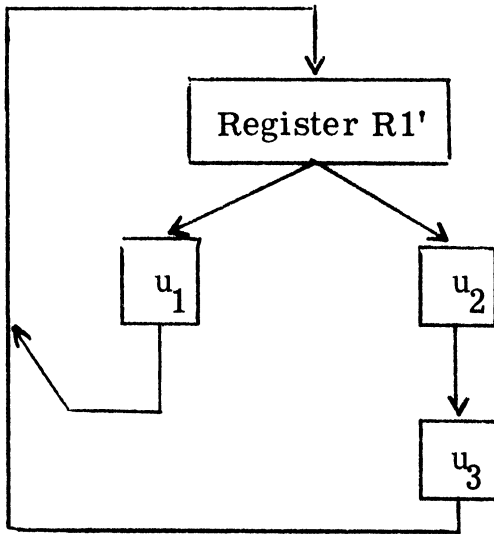 Register R1'
u₁
u₂
u₃